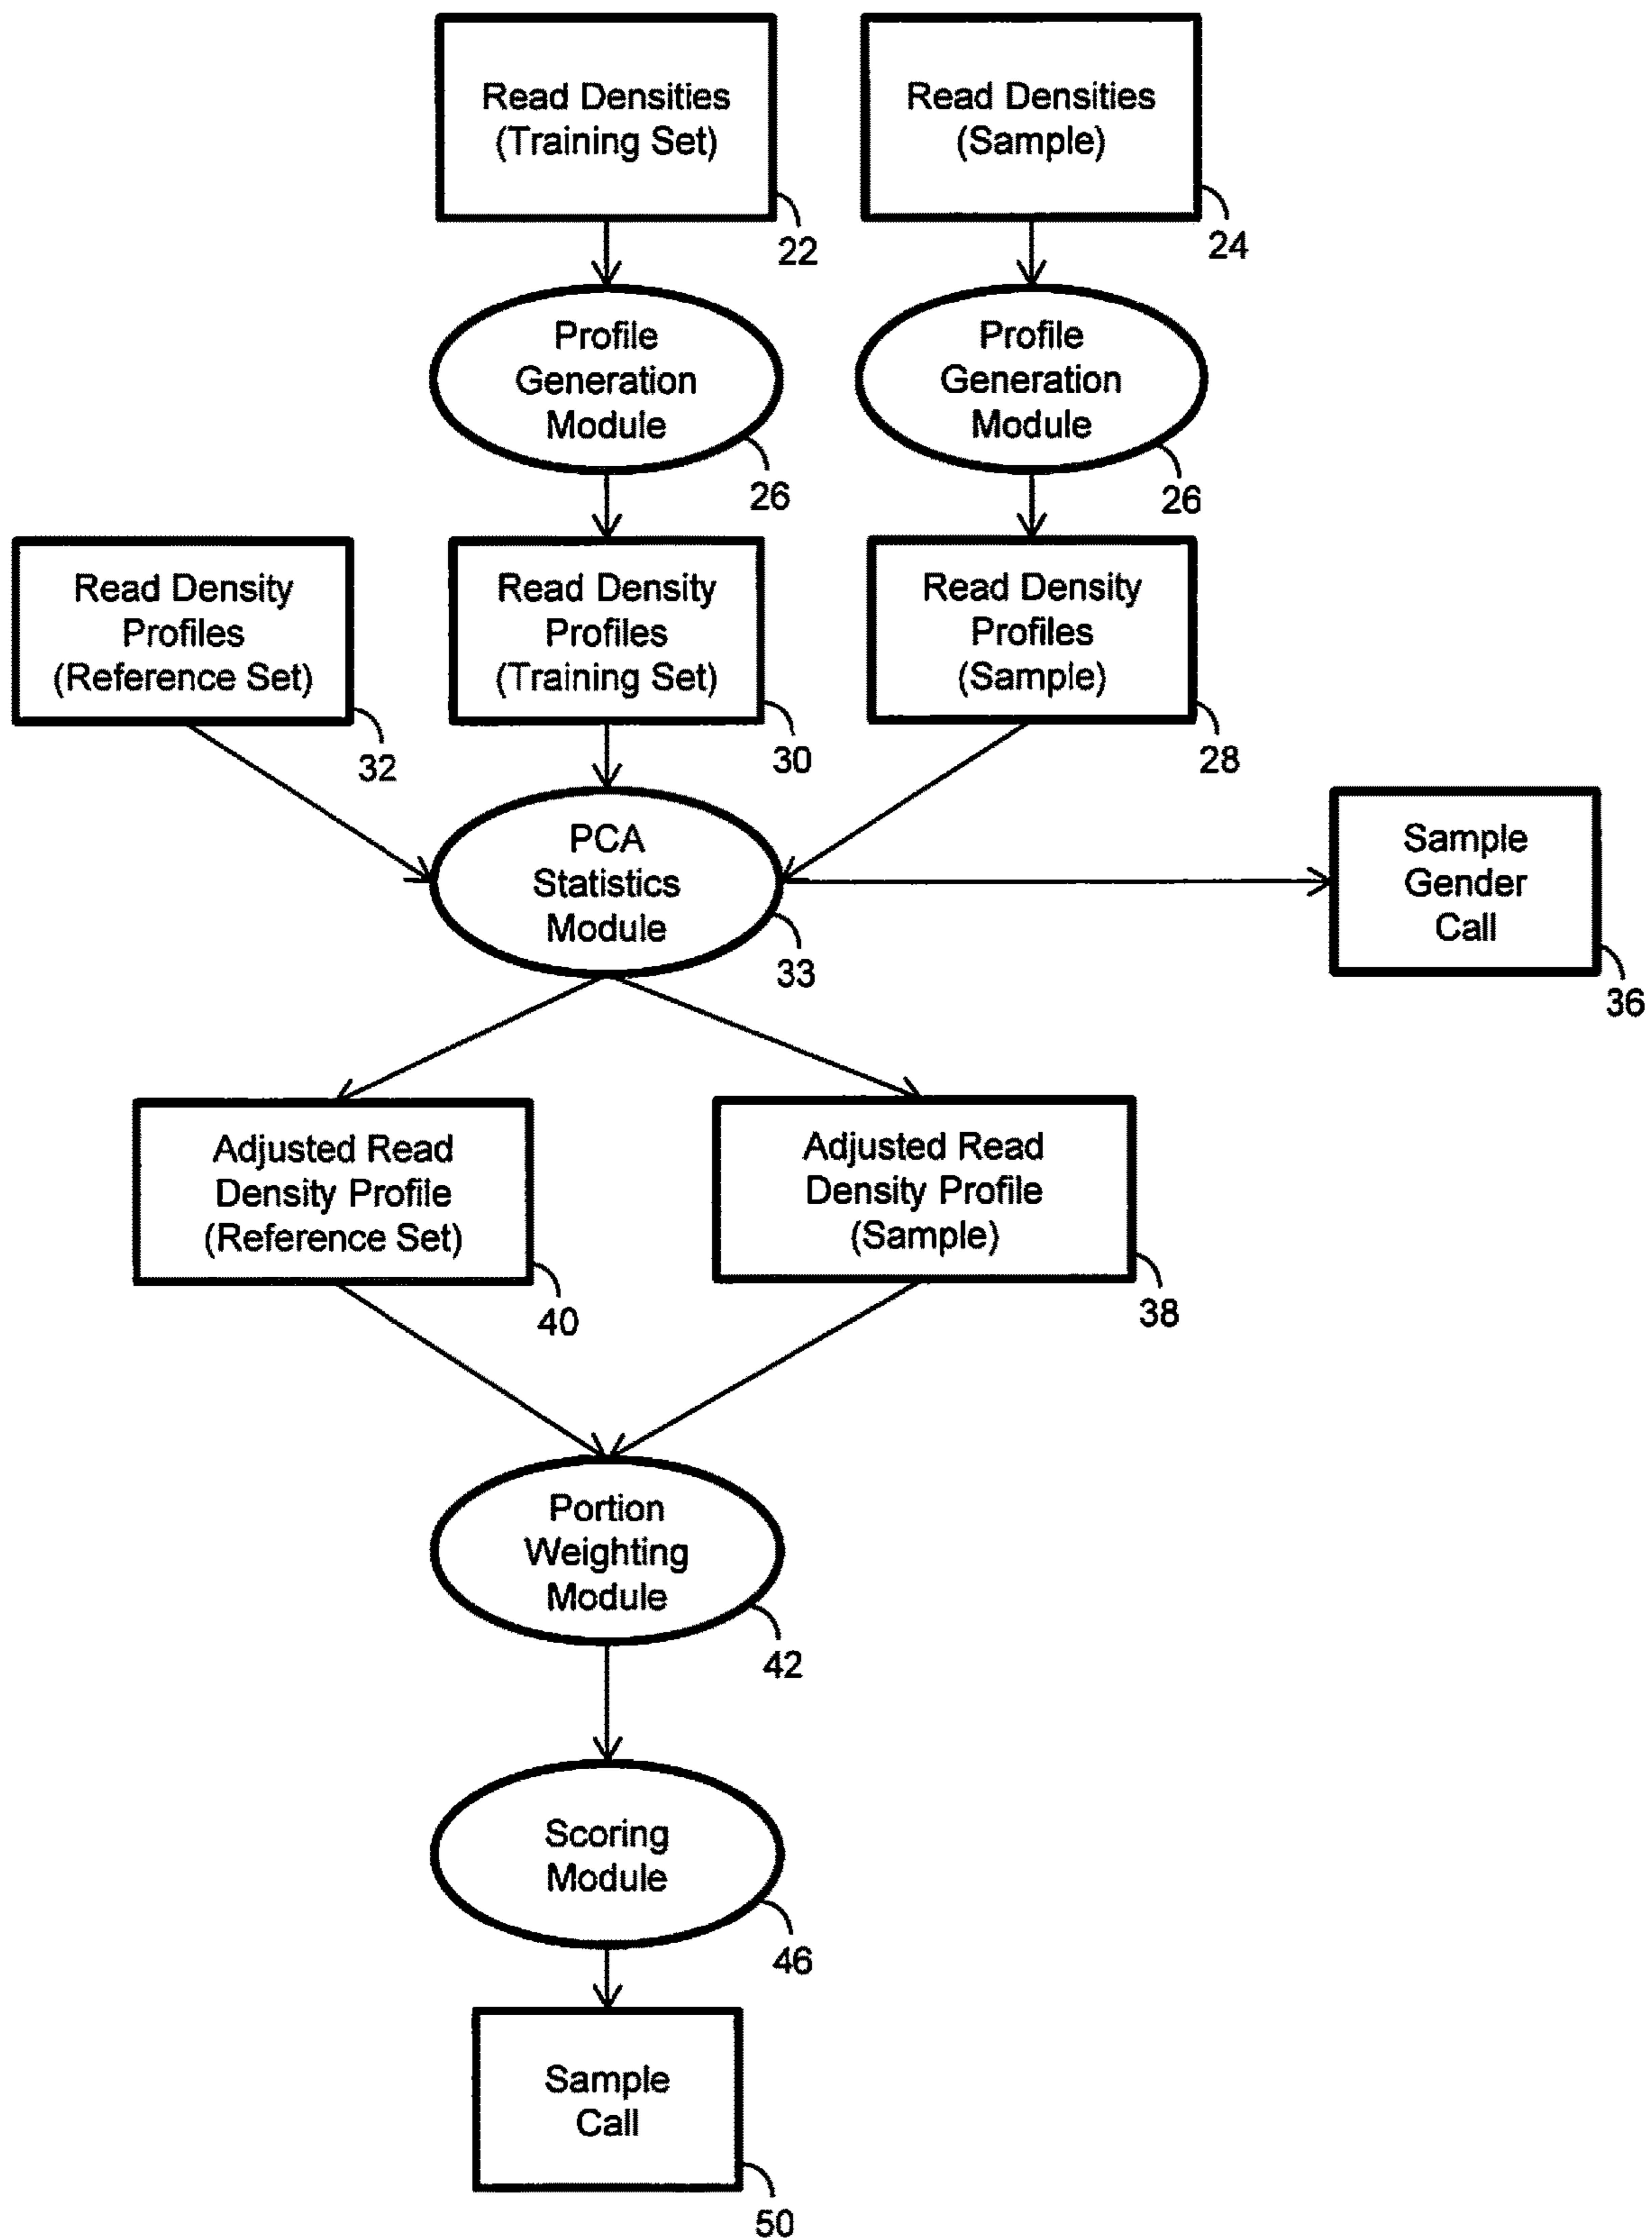 Read Densities
(Training Set)
22
Read Densities
(Sample)
24
Profile
Generation
Module
26
Profile
Generation
Module
26
Read Density
Profiles
(Reference Set)
32
Read Density
Profiles
(Training Set)
30
Read Density
Profiles
(Sample)
28
PCA
Statistics
Module
33
Sample
Gender
Call
36
Adjusted Read
Density Profile
(Reference Set)
40
Adjusted Read
Density Profile
(Sample)
38
Portion
Weighting
Module
42
Scoring
Module
46
Sample
Call
50